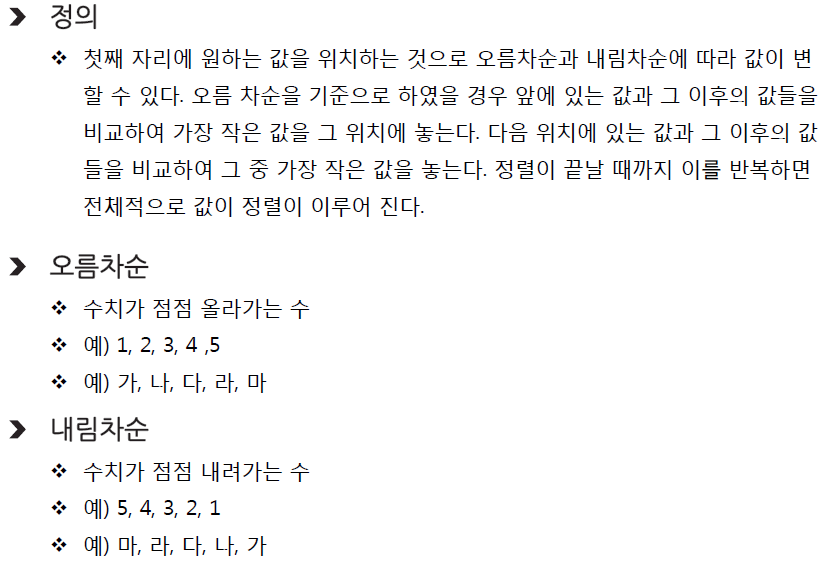 정의
첫째 자리에 원하는 값을 위치하는 것으로 오름차순과 내림차순에 따라 값이 변
할 수 있다. 오름 차순을 기준으로 하였을 경우 앞에 있는 값과 그 이후의 값들을
비교하여 가장 작은 값을 그 위치에 놓는다. 다음 위치에 있는 값과 그 이후의 값
들을 비교하여 그 중 가장 작은 값을 놓는다. 정렬이 끝날 때까지 이를 반복하면
전체적으로 값이 정렬이 이루어 진다.
오름차순
수치가 점점 올라가는 수
예) 1, 2, 3, 4 ,5
예) 가, 나, 다, 라, 마
내림차순
수치가 점점 내려가는 수
예) 5, 4, 3, 2, 1
예) 마, 라, 다, 나, 가